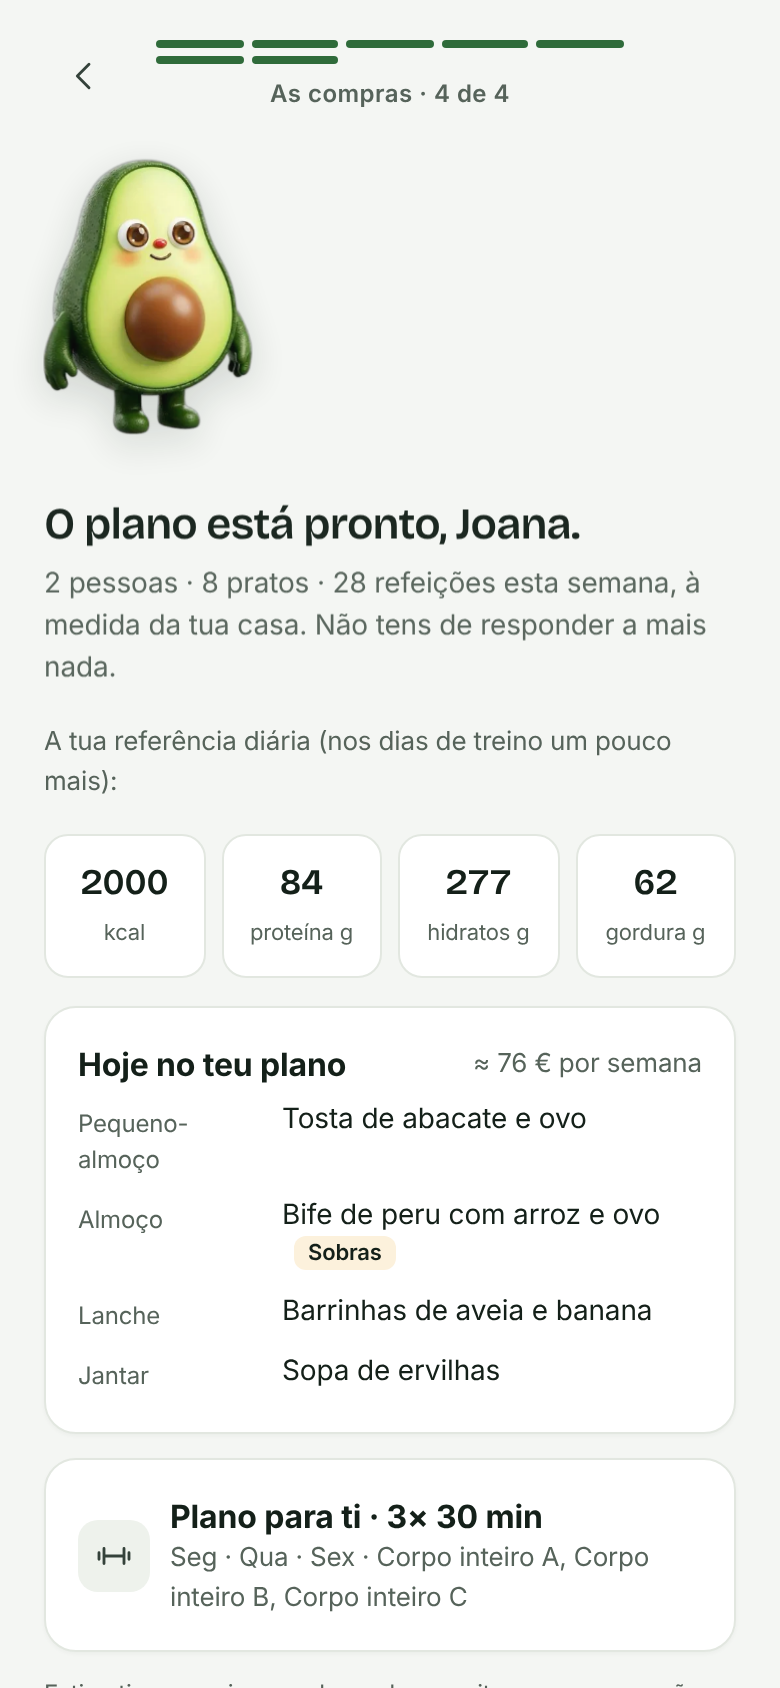 As compras · 4 de 4
O plano está pronto, Joana.
2 pessoas · 8 pratos · 28 refeições esta semana, à
medida da tua casa. Não tens de responder a mais
nada.
A tua referência diária (nos dias de treino um pouco
mais):
2000
kcal
84
proteína g
277
hidratos g
62
gordura g
Hoje no teu plano
≈ 76 € por semana
Pequeno-
almoço
Tosta de abacate e ovo
Almoço
Bife de peru com arroz e ovo
Sobras
Lanche
Barrinhas de aveia e banana
Jantar
Sopa de ervilhas
Plano para ti · 3× 30 min
Seg · Qua · Sex · Corpo inteiro A, Corpo
inteiro B, Corpo inteiro C